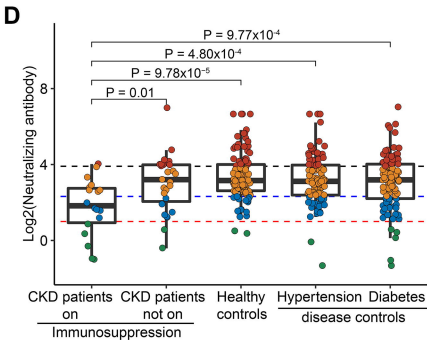 D
P = 9.77x10⁻⁴
P = 4.80x10⁻⁴
P = 9.78x10⁻⁵
P = 0.01
Log2(Neutralizing antibody)
8
4
0
CKD patients on
CKD patients not on
Immunosuppression
Healthy controls
Hypertension
Diabetes
disease controls